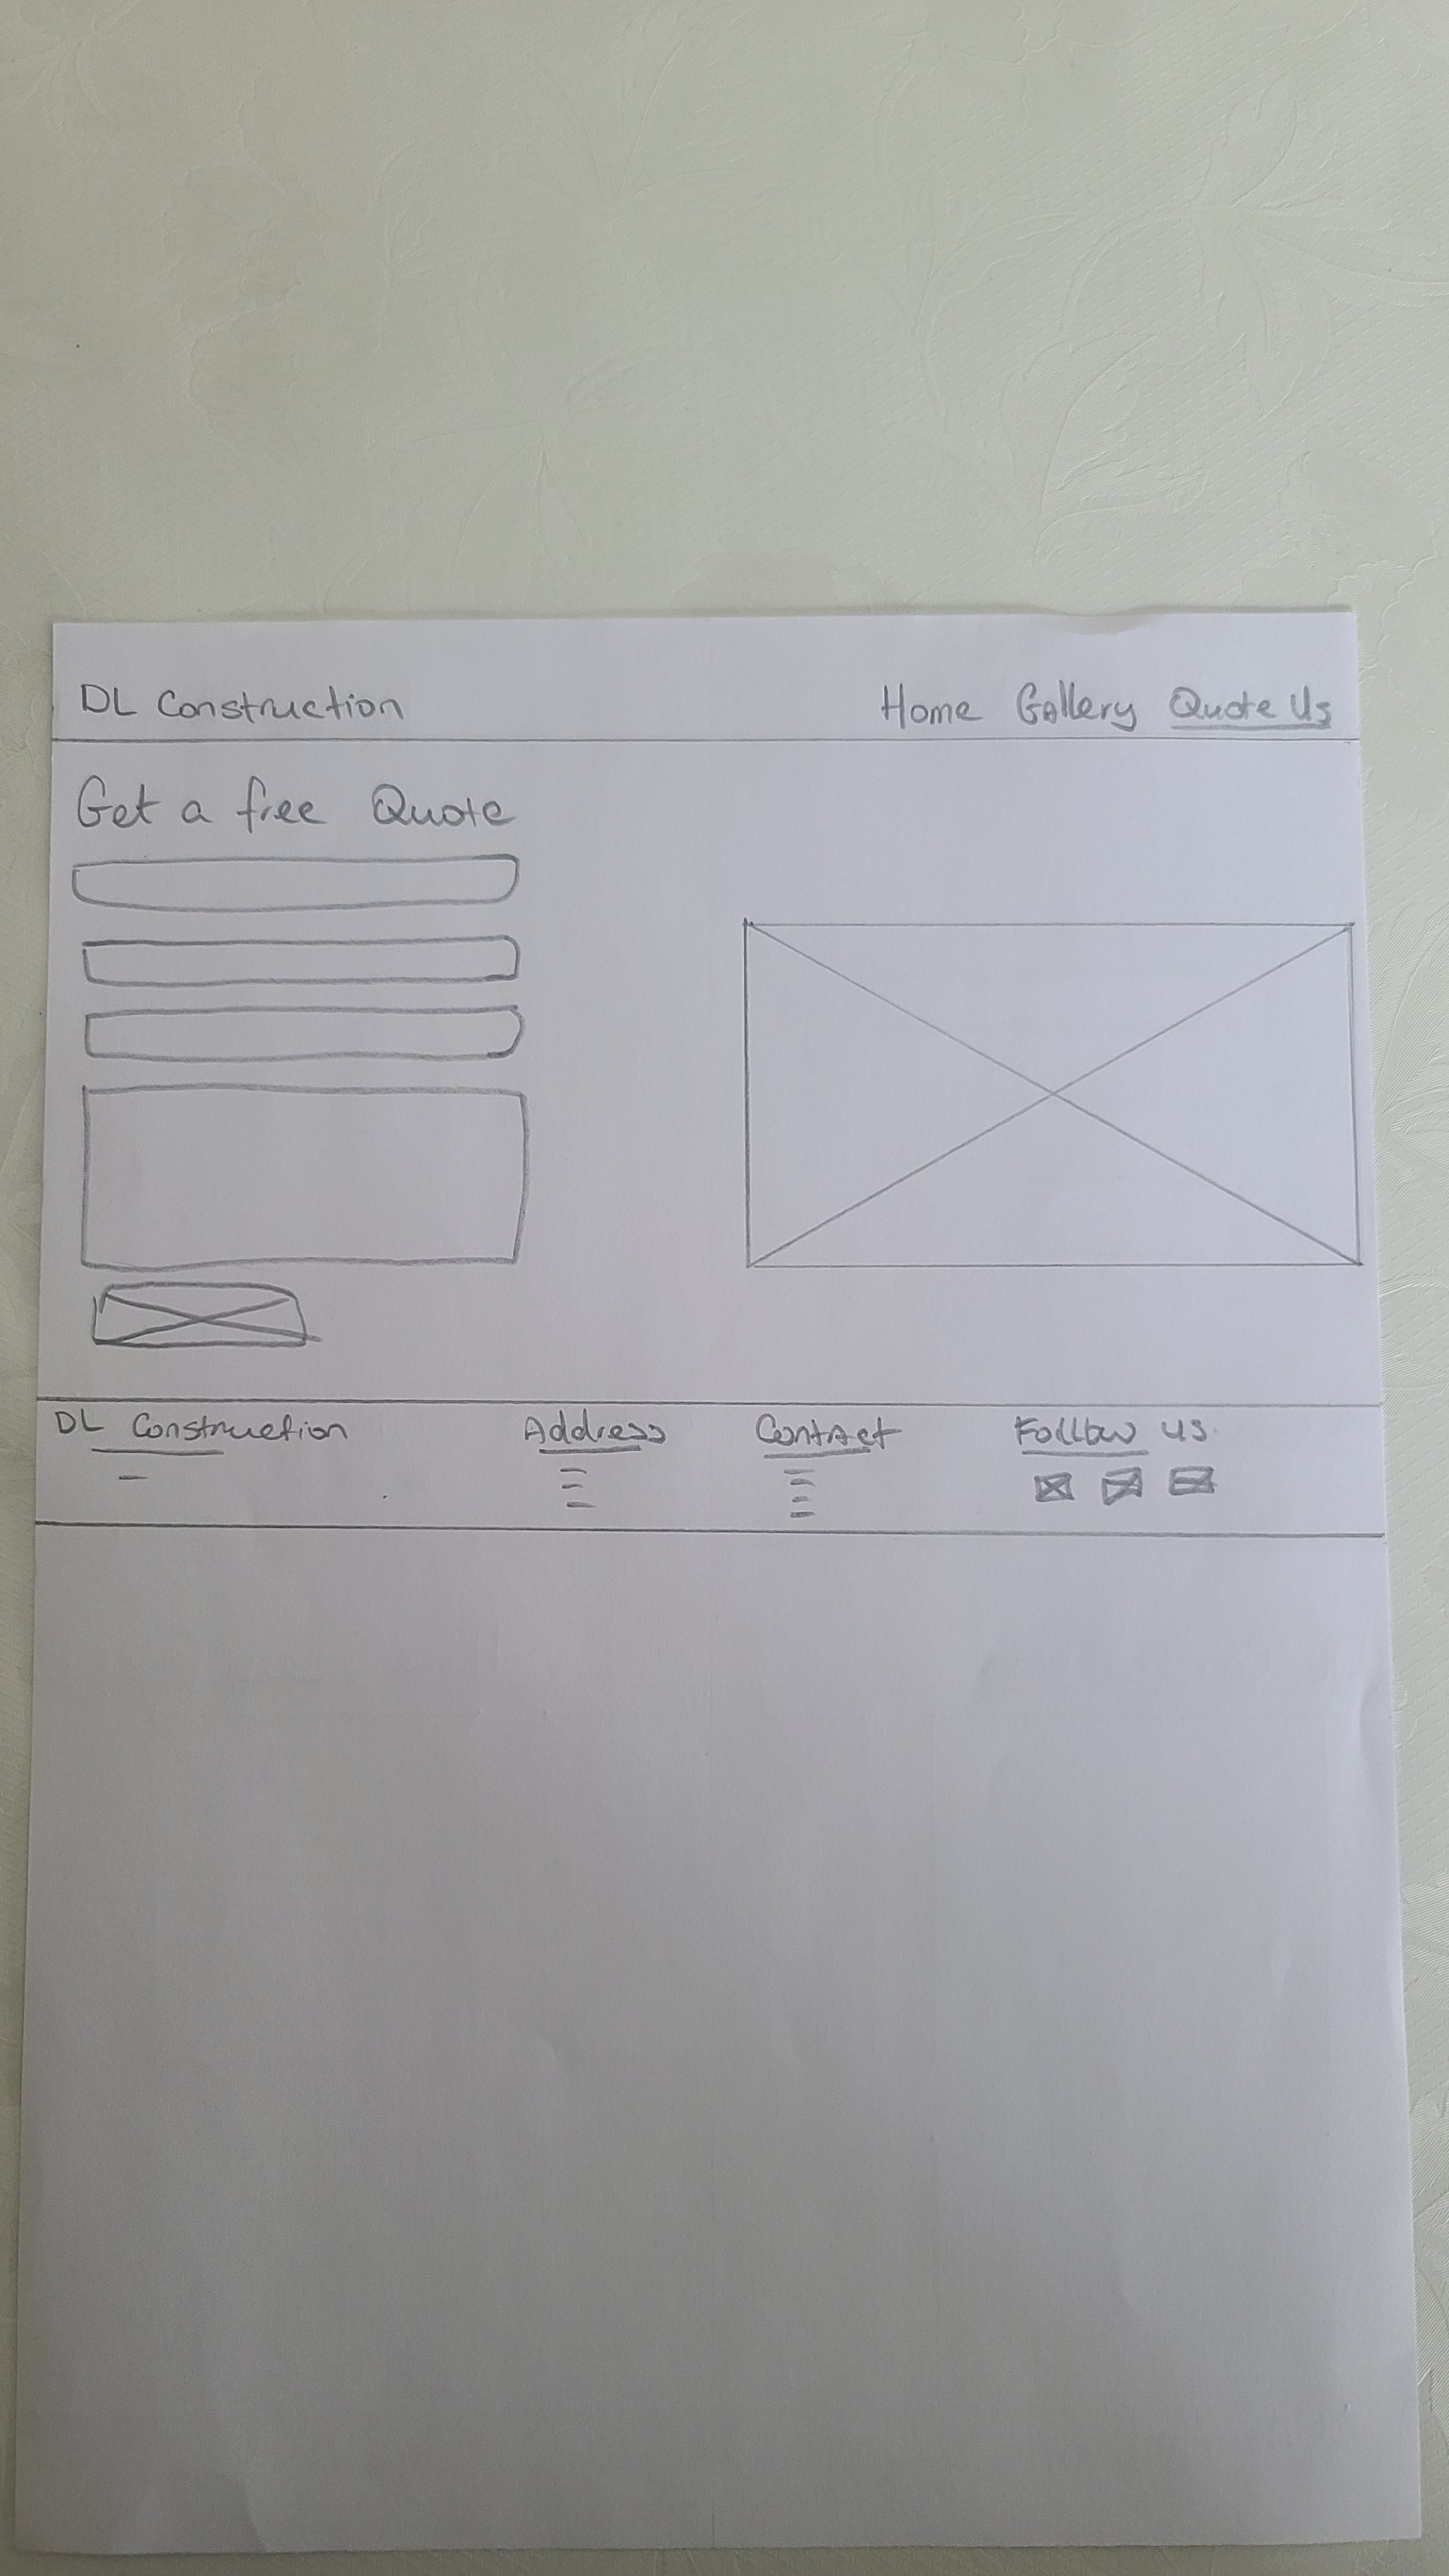 DL Construction Home Gallery Quote Us
Get a free Quote
DL Construction Address Contact Follow us